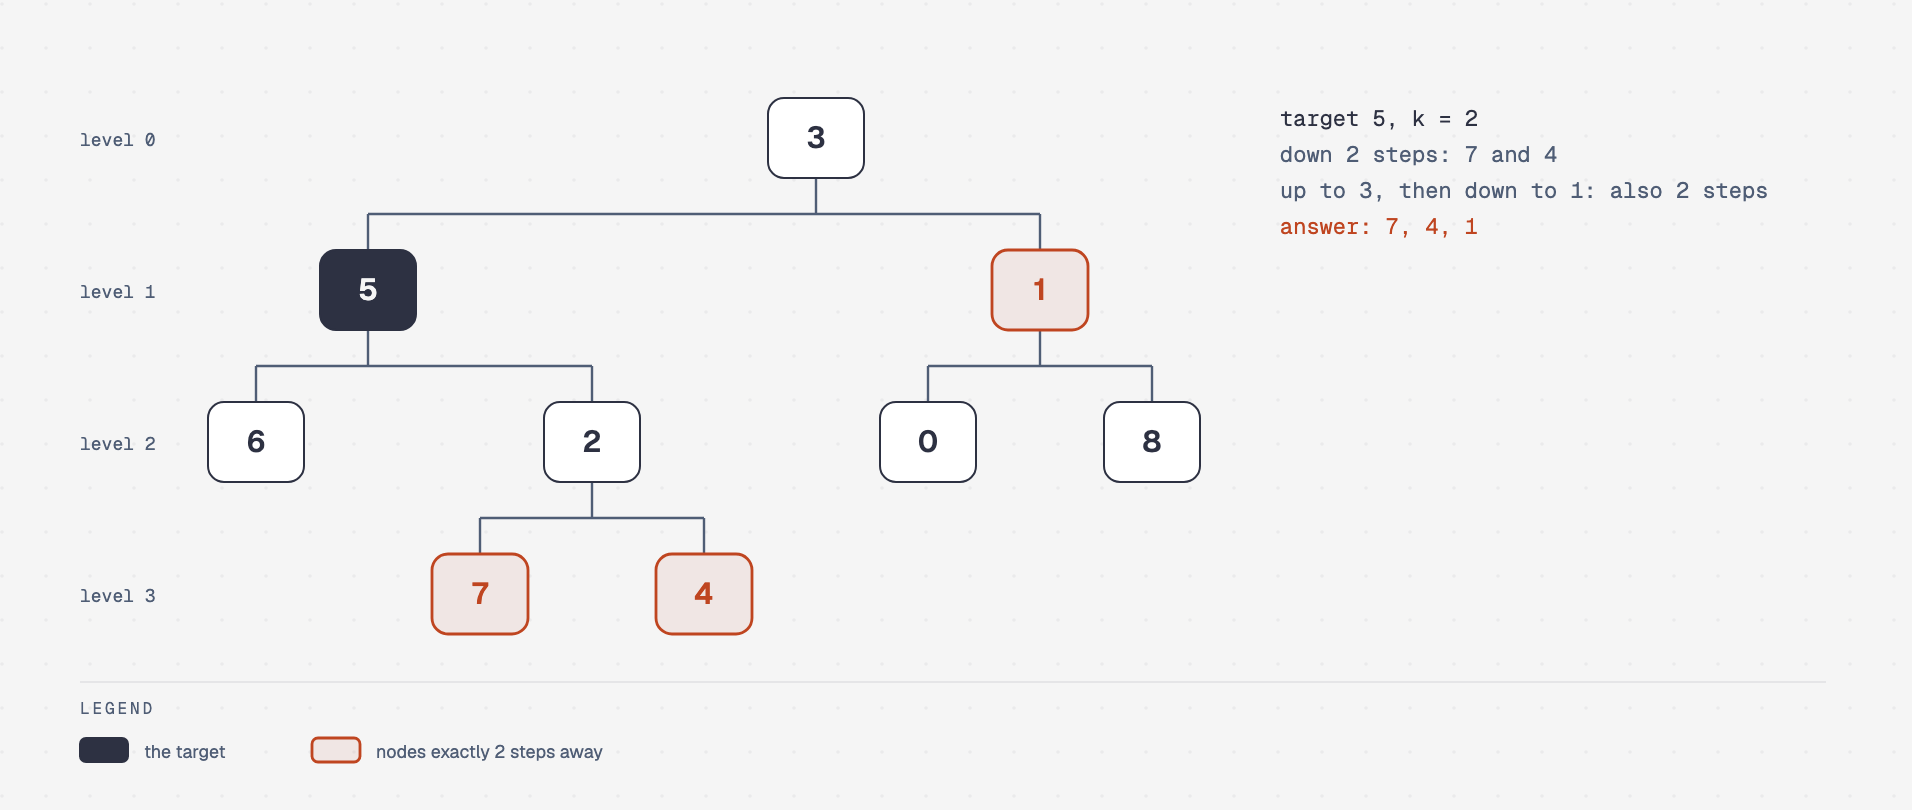 level 0
3
target 5, k = 2
down 2 steps: 7 and 4
up to 3, then down to 1: also 2 steps
answer: 7, 4, 1
level 1
5
1
level 2
6
2
0
8
level 3
7
4
LEGEND
the target
nodes exactly 2 steps away